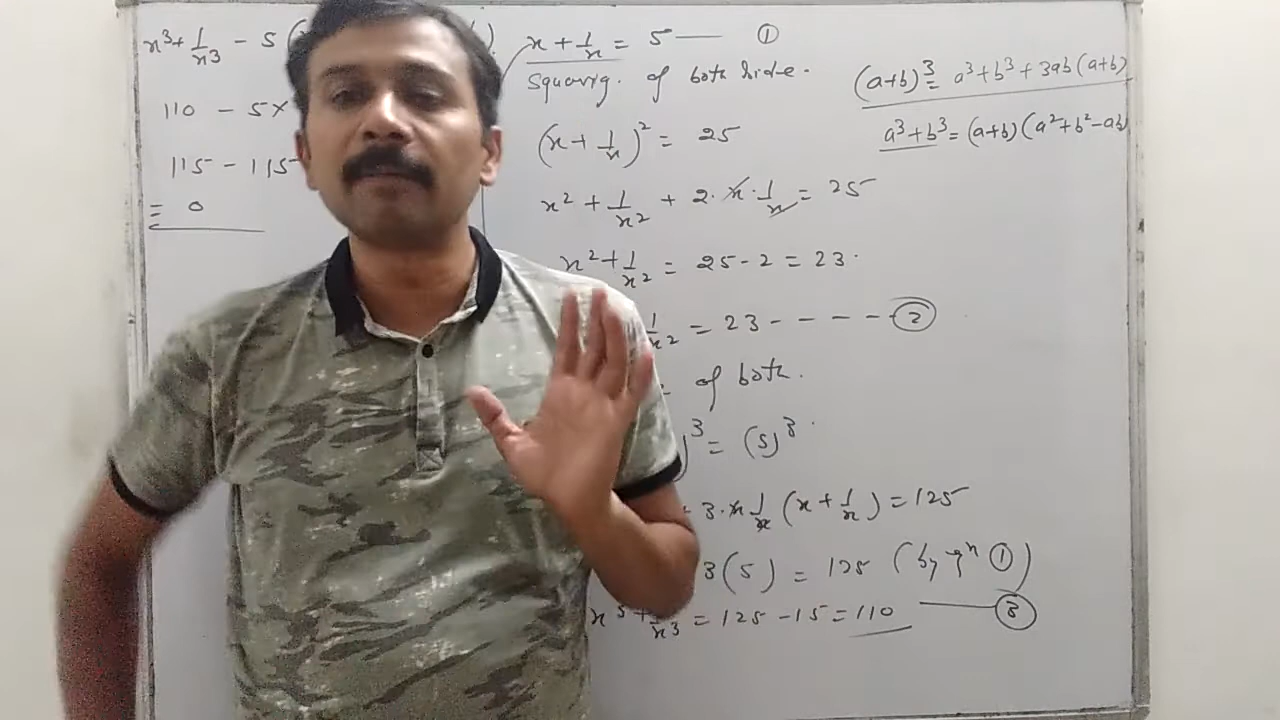 x³ + 1/x³ - 5 (
110 - 5×
115 - 115
= 0
x + 1/x = 5 —— ①
Squarig. of both side.
(x + 1/x)² = 25
x² + 1/x² + 2·x·1/x = 25
x² + 1/x² = 25 - 2 = 23.
1/x² = 23 - - - - ②
of both.
)³ = (5)³
3·x 1/x (x + 1/x) = 125
3(5) = 125 (by eqⁿ ①)
+ 1/x³ = 125 - 15 = 110 —— ③
(a+b)³ = a³+b³+3ab(a+b)
a³+b³ = (a+b)(a²+b²-ab